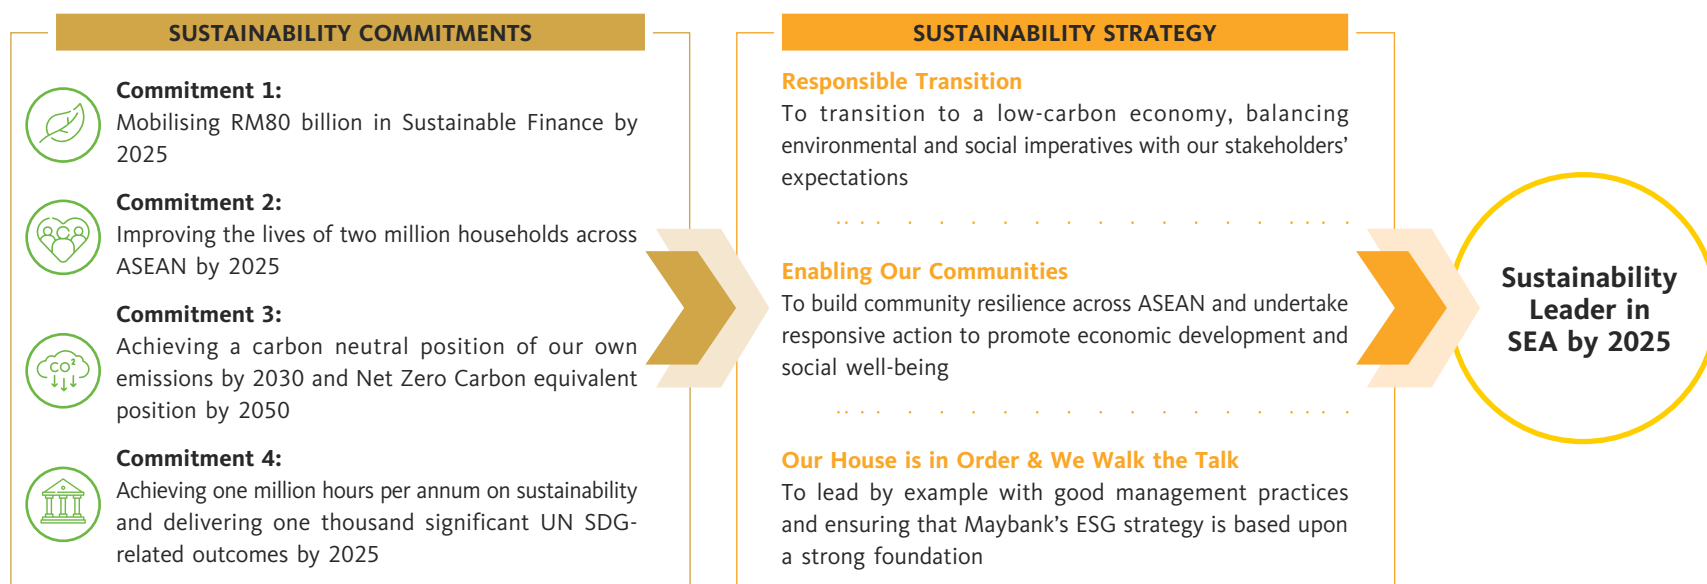 SUSTAINABILITY COMMITMENTS
Commitment 1:
Mobilising RM80 billion in Sustainable Finance by
2025
Commitment 2:
Improving the lives of two million households across
ASEAN by 2025
Commitment 3:
Achieving a carbon neutral position of our own
emissions by 2030 and Net Zero Carbon equivalent
position by 2050
CO²
Commitment 4:
Achieving one million hours per annum on sustainability
and delivering one thousand significant UN SDG-
related outcomes by 2025
SUSTAINABILITY STRATEGY
Responsible Transition
To transition to a low-carbon economy, balancing
environmental and social imperatives with our stakeholders’
expectations
Enabling Our Communities
To build community resilience across ASEAN and undertake
responsive action to promote economic development and
social well-being
Our House is in Order & We Walk the Talk
To lead by example with good management practices
and ensuring that Maybank’s ESG strategy is based upon
a strong foundation
Sustainability
Leader in
SEA by 2025